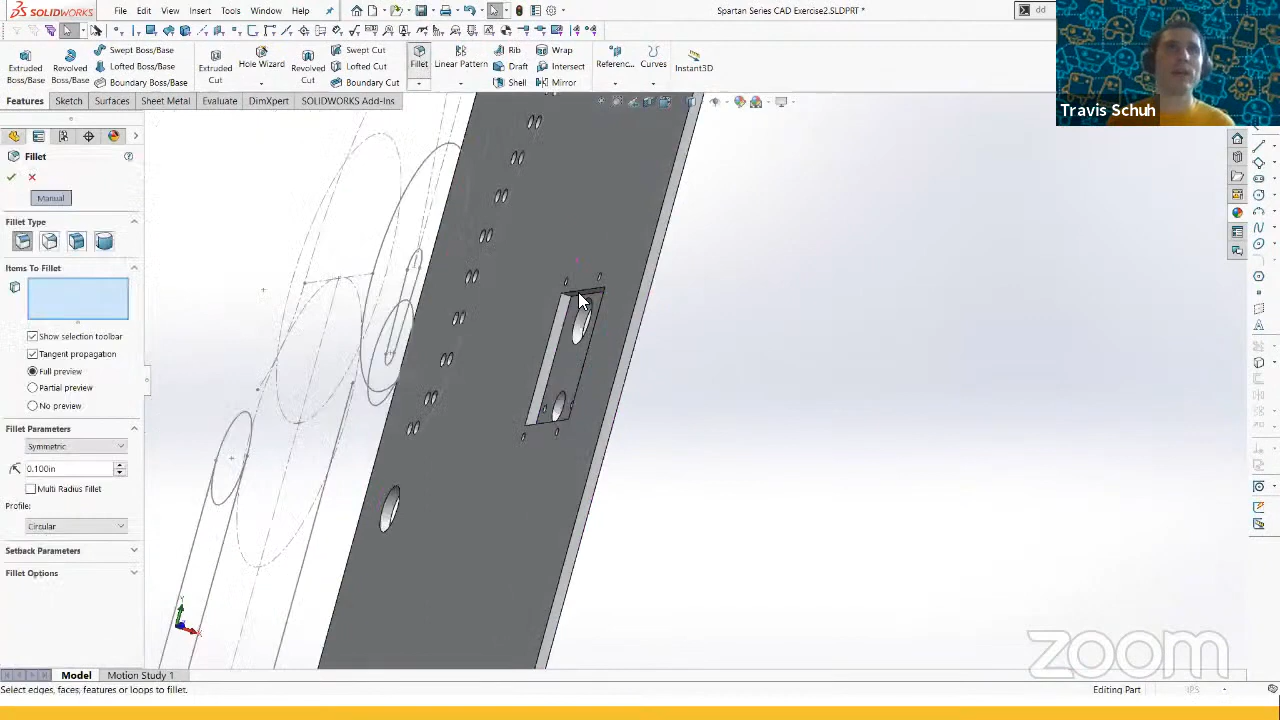 SOLIDWORKS File Edit View Insert Tools Window Help
Spartan Series CAD Exercise2.SLDPRT *
dd
Extruded Boss/Base
Revolved Boss/Base
Swept Boss/Base
Lofted Boss/Base
Boundary Boss/Base
Extruded Cut
Hole Wizard
Revolved Cut
Swept Cut
Lofted Cut
Boundary Cut
Fillet
Linear Pattern
Rib
Draft
Shell
Wrap
Intersect
Mirror
Referenc...
Curves
Instant3D
Travis Schuh
Features Sketch Surfaces Sheet Metal Evaluate DimXpert SOLIDWORKS Add-Ins
Fillet
Manual
Fillet Type
Items To Fillet
Show selection toolbar
Tangent propagation
Full preview
Partial preview
No preview
Fillet Parameters
Symmetric
0.100in
Multi Radius Fillet
Profile:
Circular
Setback Parameters
Fillet Options
zoom
Model Motion Study 1
Select edges, faces, features or loops to fillet.
Editing Part
IPS